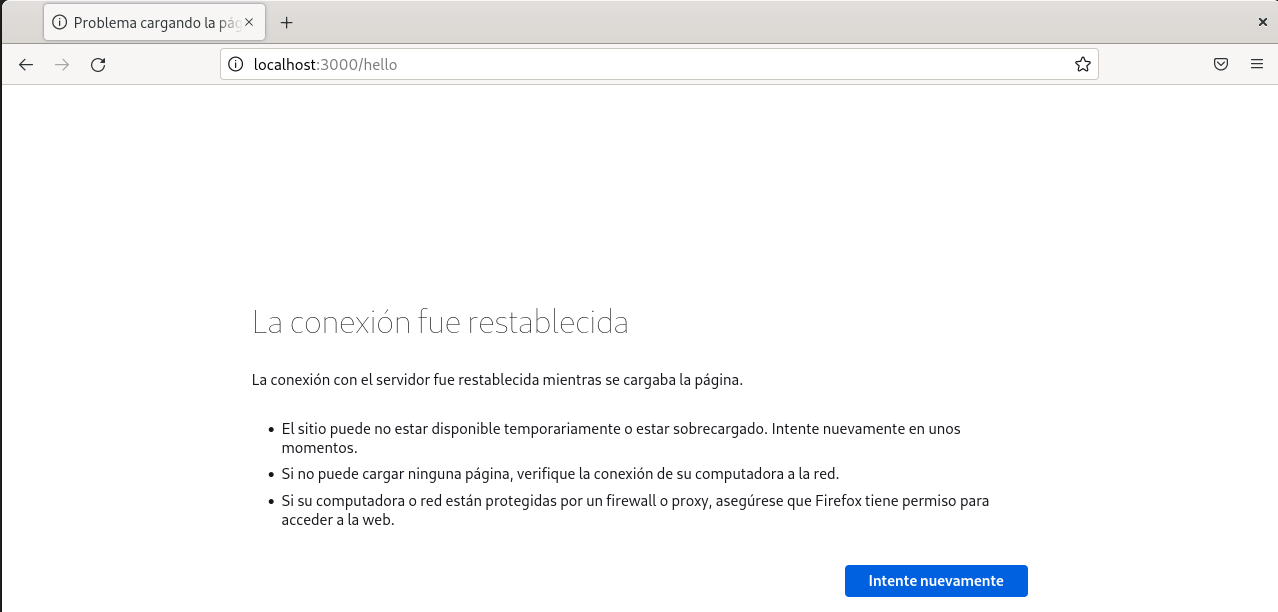 Problema cargando la pág
localhost:3000/hello
La conexión fue restablecida
La conexión con el servidor fue restablecida mientras se cargaba la página.
• El sitio puede no estar disponible temporariamente o estar sobrecargado. Intente nuevamente en unos
momentos.
• Si no puede cargar ninguna página, verifique la conexión de su computadora a la red.
• Si su computadora o red están protegidas por un firewall o proxy, asegúrese que Firefox tiene permiso para
acceder a la web.
Intente nuevamente